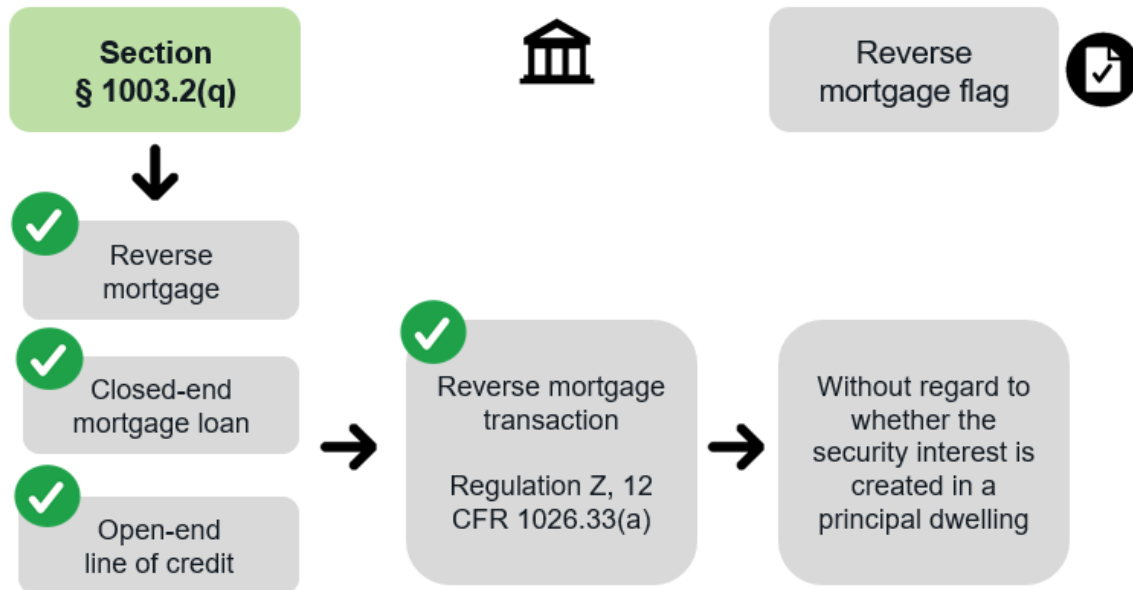 Section
§ 1003.2(q)
Reverse
mortgage flag
Reverse
mortgage
Closed-end
mortgage loan
Open-end
line of credit
Reverse mortgage
transaction
Regulation Z, 12
CFR 1026.33(a)
Without regard to
whether the
security interest is
created in a
principal dwelling